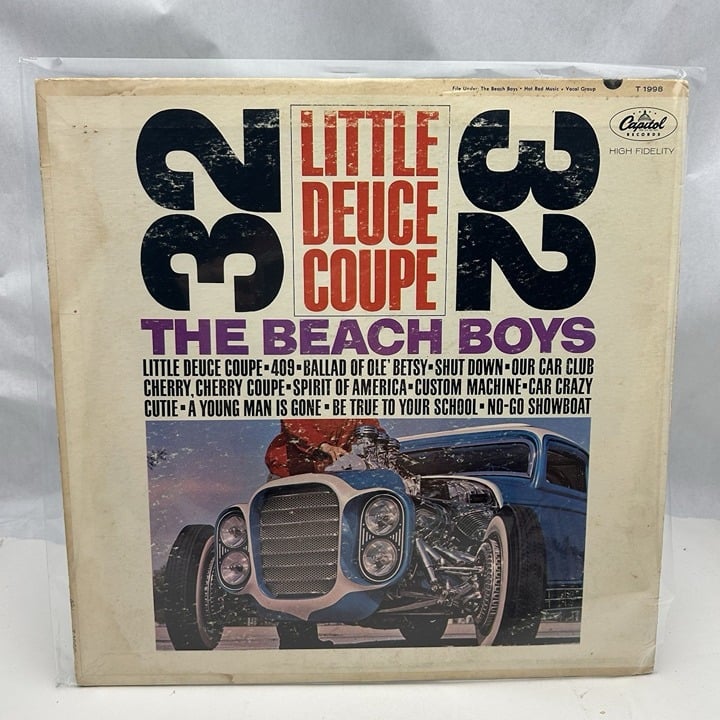 File Under: The Beach Boys • Hot Rod Music • Vocal Group
T 1998
Capitol
RECORDS
HIGH FIDELITY
32
LITTLE
DEUCE
COUPE
32
THE BEACH BOYS
LITTLE DEUCE COUPE▪409▪BALLAD OF OLE' BETSY▪SHUT DOWN▪OUR CAR CLUB
CHERRY, CHERRY COUPE▪SPIRIT OF AMERICA▪CUSTOM MACHINE▪CAR CRAZY
CUTIE▪A YOUNG MAN IS GONE▪BE TRUE TO YOUR SCHOOL▪NO-GO SHOWBOAT